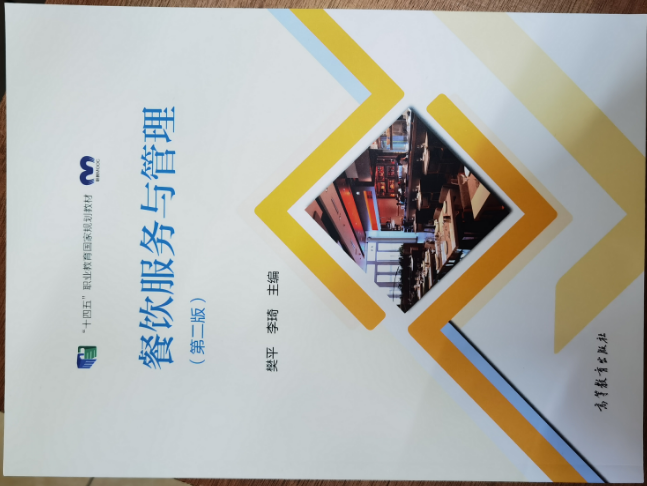 “十四五”职业教育国家规划教材
餐饮服务与管理
（第二版）
樊平 李琦 主编
高等教育出版社